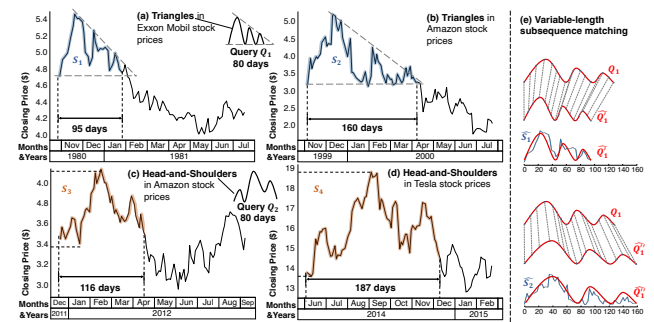 (a) Triangles in
Exxon Mobil stock
prices
Query Q1
80 days
S1
95 days
Closing Price ($)
5.4
5.2
5.0
4.8
4.6
4.4
4.2
4.0
Months
&Years
Nov Dec Jan Feb Mar Apr May Jun Jul
1980 1981
(b) Triangles in
Amazon stock
prices
S2
160 days
Closing Price ($)
5.0
4.5
4.0
3.5
3.0
2.5
2.0
Months
&Years
Nov Dec Jan Feb Mar Apr May Jun Jul
1999 2000
(c) Head-and-Shoulders
in Amazon stock
prices
Query Q2
80 days
S3
116 days
Closing Price ($)
4.0
3.8
3.6
3.4
3.2
3.0
Months
&Years
Dec Jan Feb Mar Apr May Jun Jul Aug Sep
2011 2012
(d) Head-and-Shoulders
in Tesla stock prices
S4
187 days
Closing Price ($)
19
18
17
16
15
14
13
Months
&Years
Jun Jul Aug Sep Oct Nov Dec Jan Feb
2014 2015
(e) Variable-length
subsequence matching
Q1
Q̂'1
Ŝ1
Q̂'1
0 20 40 60 80 100 120 140 160
Q1
Q̂''1
Ŝ2
Q̂''1
0 20 40 60 80 100 120 140 160